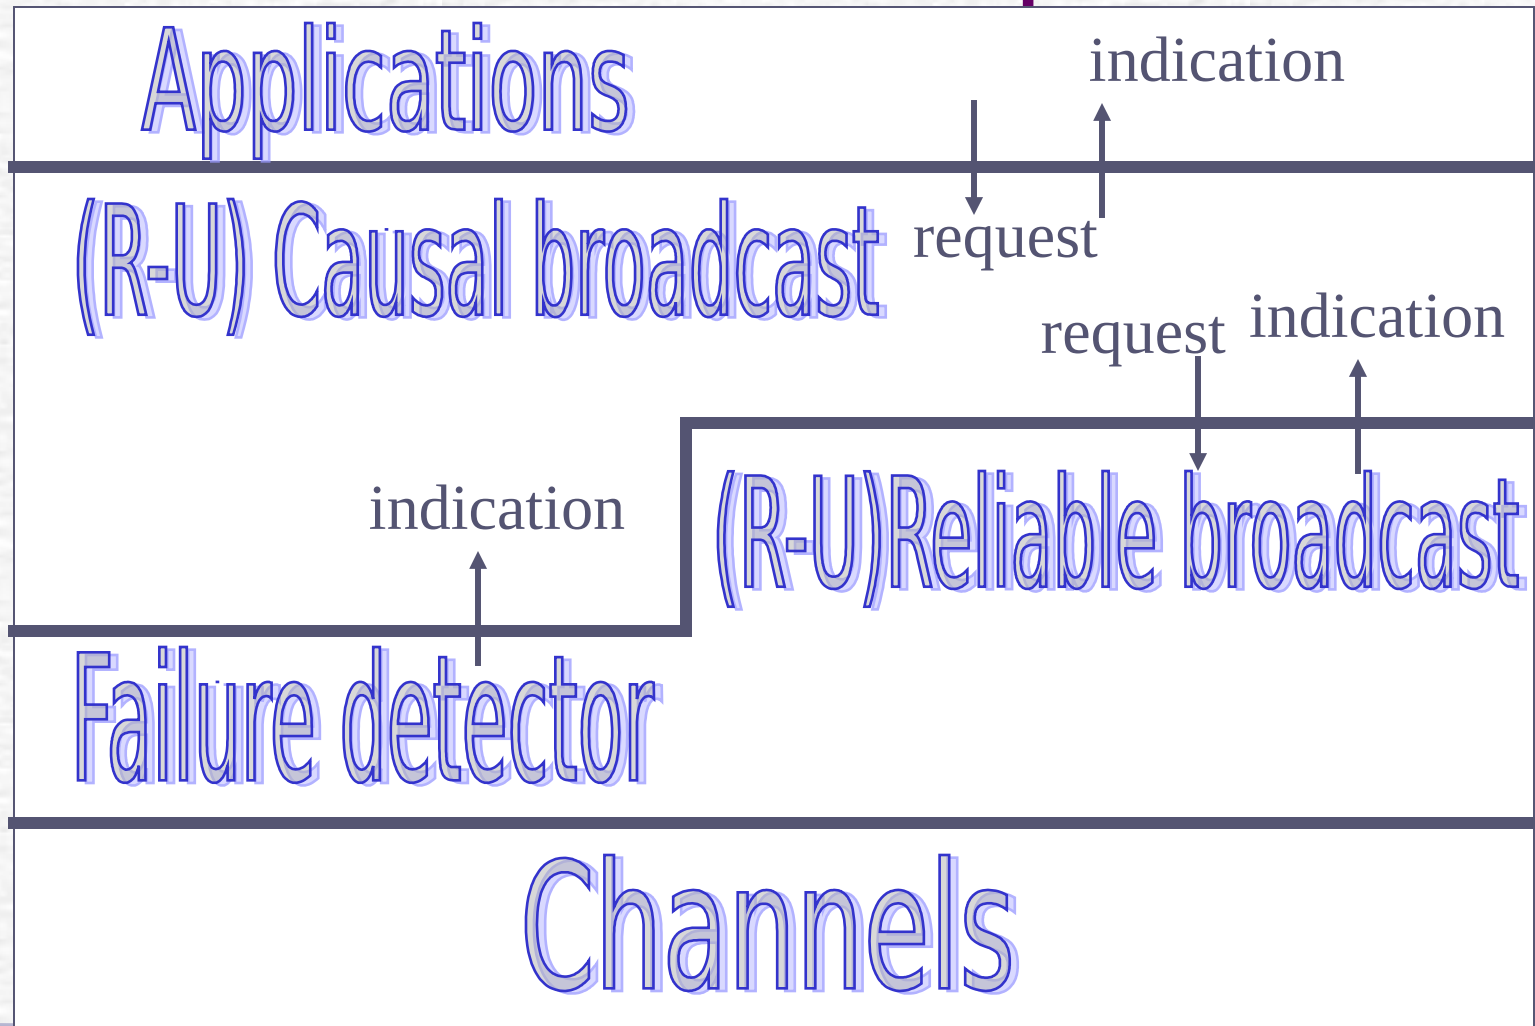 Applications
indication
(R-U) Causal broadcast
request
request
indication
indication
(R-U)Reliable broadcast
Failure detector
Channels